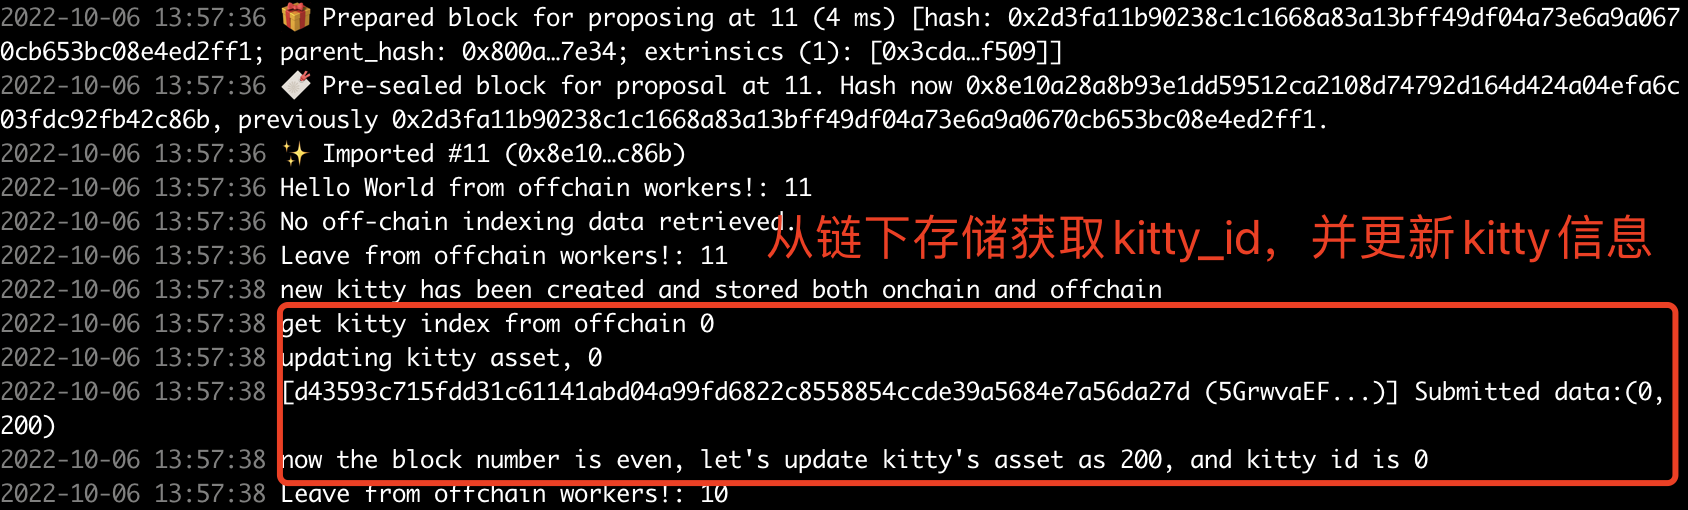 2022-10-06 13:57:36 🎁 Prepared block for proposing at 11 (4 ms) [hash: 0x2d3fa11b90238c1c1668a83a13bff49df04a73e6a9a067
0cb653bc08e4ed2ff1; parent_hash: 0x800a…7e34; extrinsics (1): [0x3cda…f509]]
2022-10-06 13:57:36 🔖 Pre-sealed block for proposal at 11. Hash now 0x8e10a28a8b93e1dd59512ca2108d74792d164d424a04efa6c
03fdc92fb42c86b, previously 0x2d3fa11b90238c1c1668a83a13bff49df04a73e6a9a0670cb653bc08e4ed2ff1.
2022-10-06 13:57:36 ✨ Imported #11 (0x8e10…c86b)
2022-10-06 13:57:36 Hello World from offchain workers!: 11
2022-10-06 13:57:36 No off-chain indexing data retrieved.
从链下存储获取kitty_id，并更新kitty信息
2022-10-06 13:57:36 Leave from offchain workers!: 11
2022-10-06 13:57:38 new kitty has been created and stored both onchain and offchain
2022-10-06 13:57:38 get kitty index from offchain 0
2022-10-06 13:57:38 updating kitty asset, 0
2022-10-06 13:57:38 [d43593c715fdd31c61141abd04a99fd6822c8558854ccde39a5684e7a56da27d (5GrwvaEF...)] Submitted data:(0,
200)
2022-10-06 13:57:38 now the block number is even, let's update kitty's asset as 200, and kitty id is 0
2022-10-06 13:57:38 Leave from offchain workers!: 10